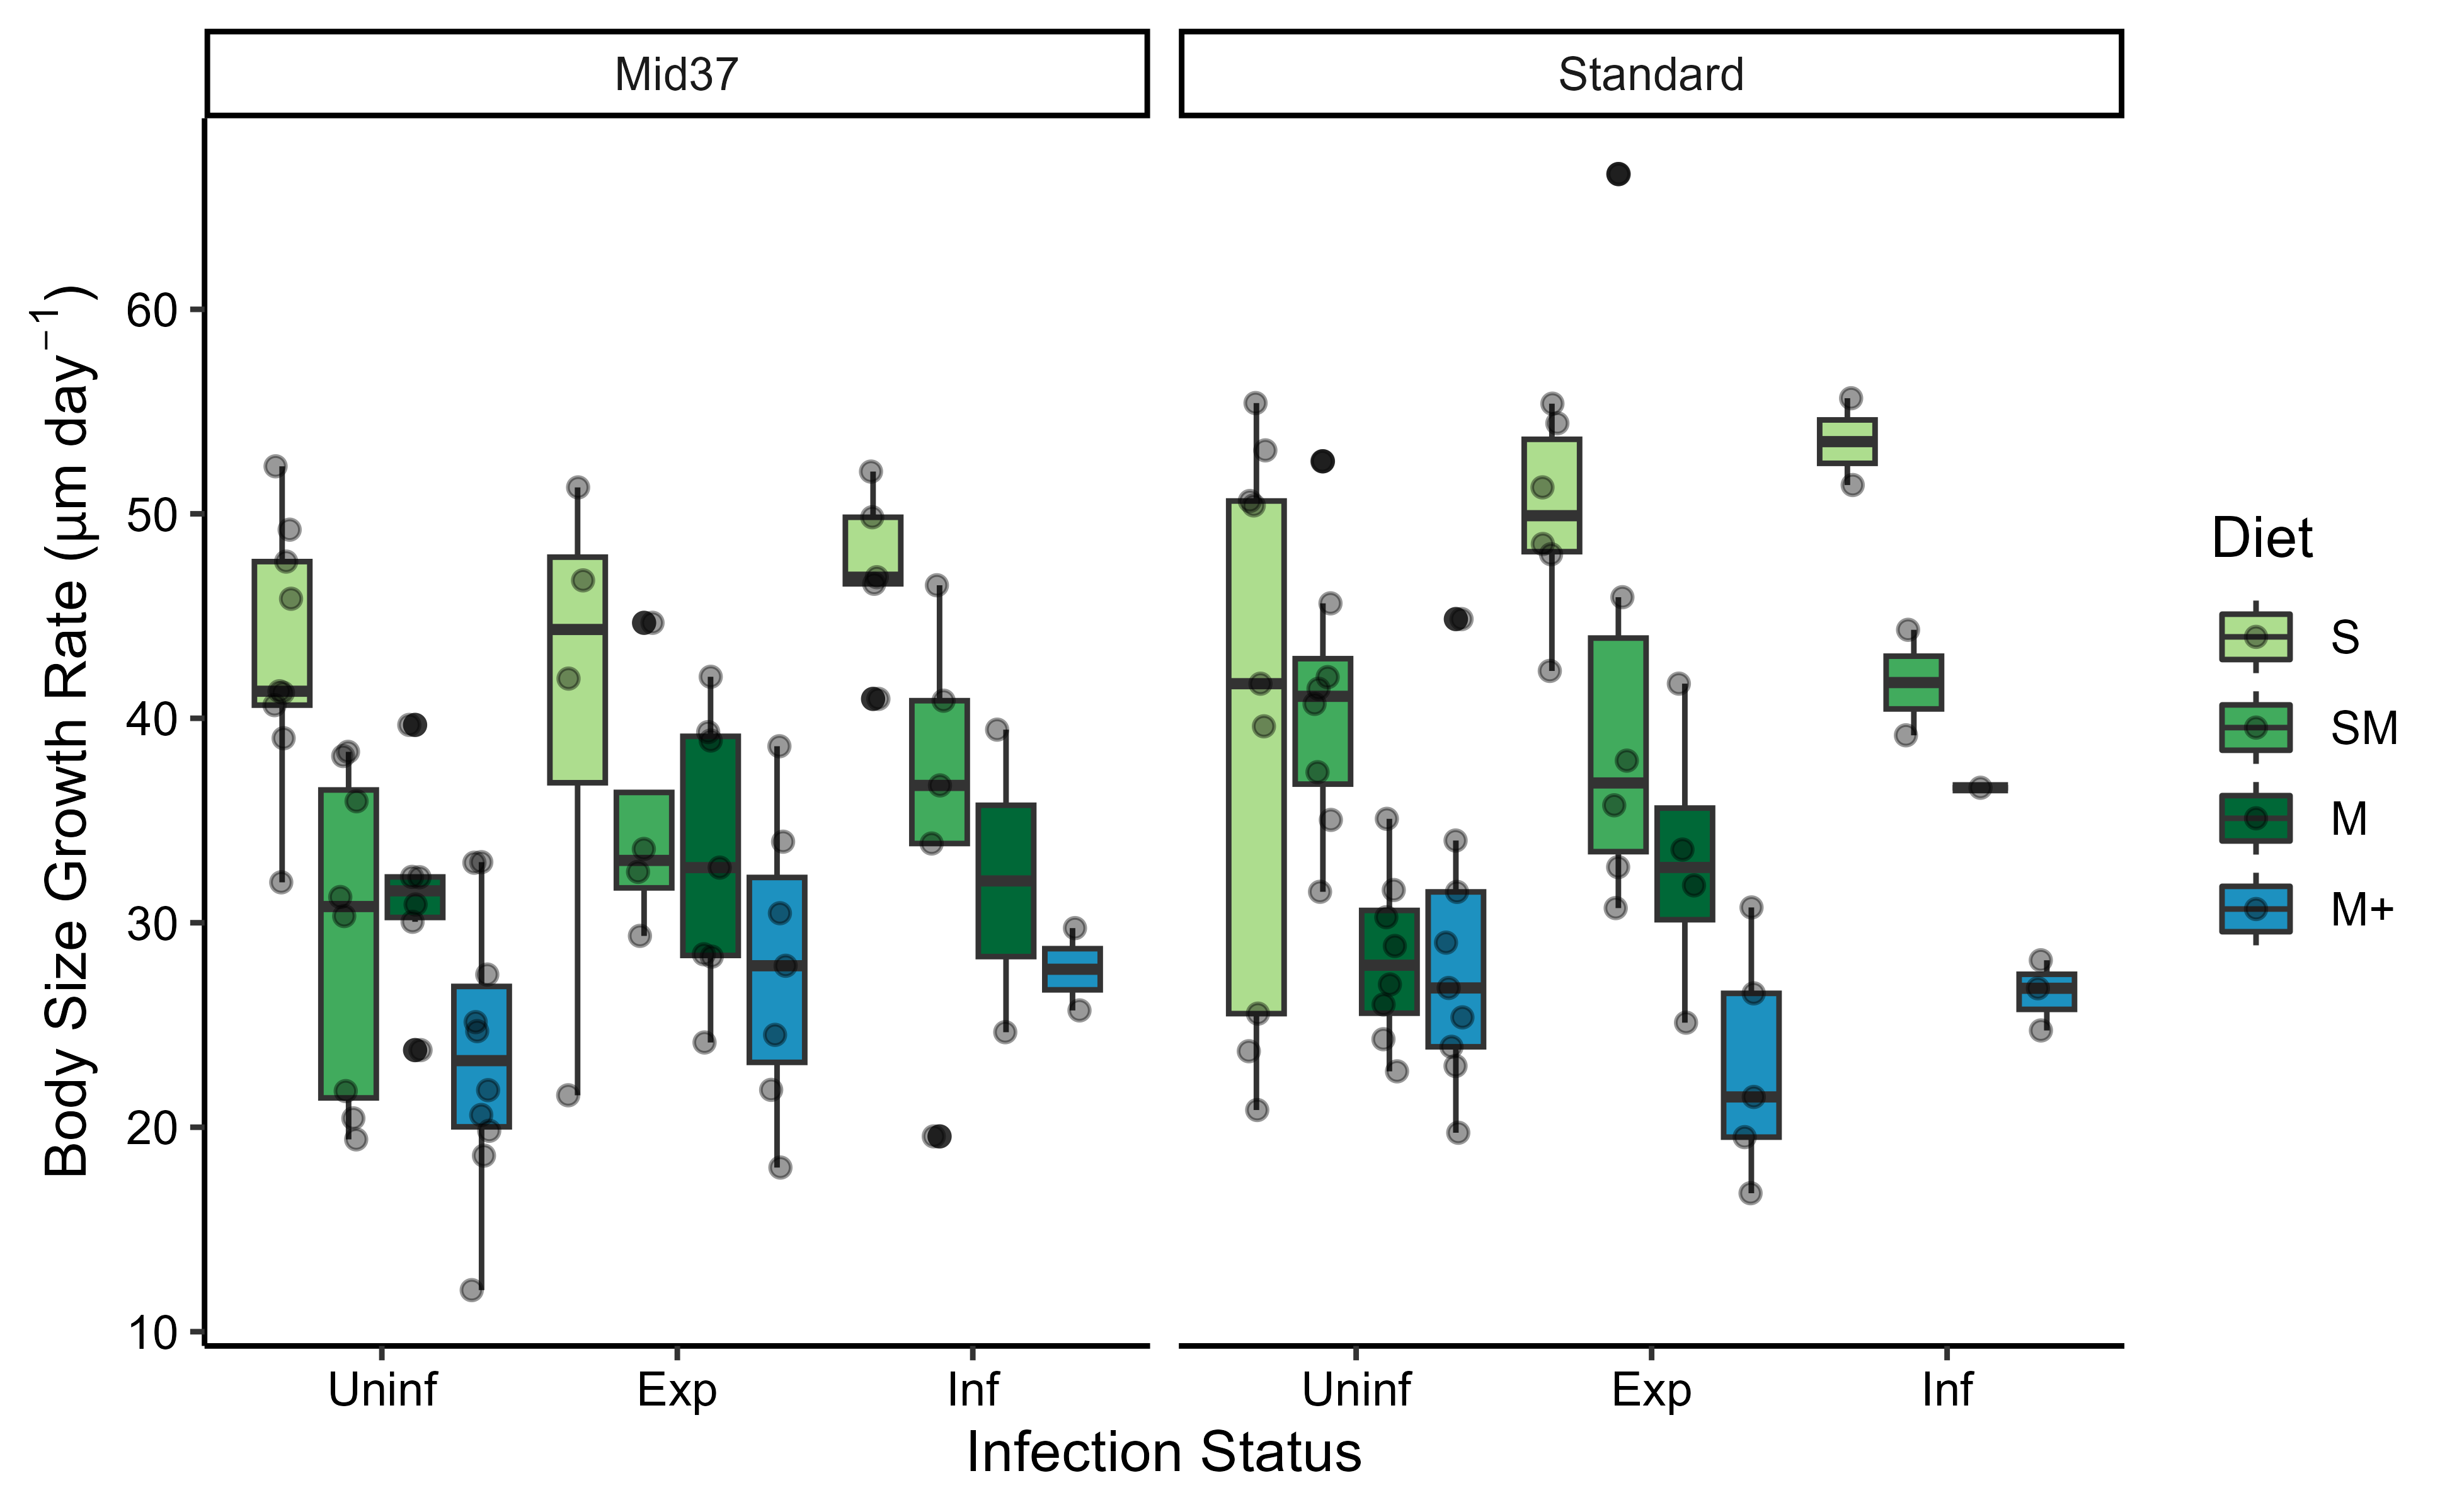 Mid37
Standard
Body Size Growth Rate (µm day⁻¹)
60
50
40
30
20
10
Uninf
Exp
Inf
Uninf
Exp
Inf
Infection Status
Diet
S
SM
M
M+